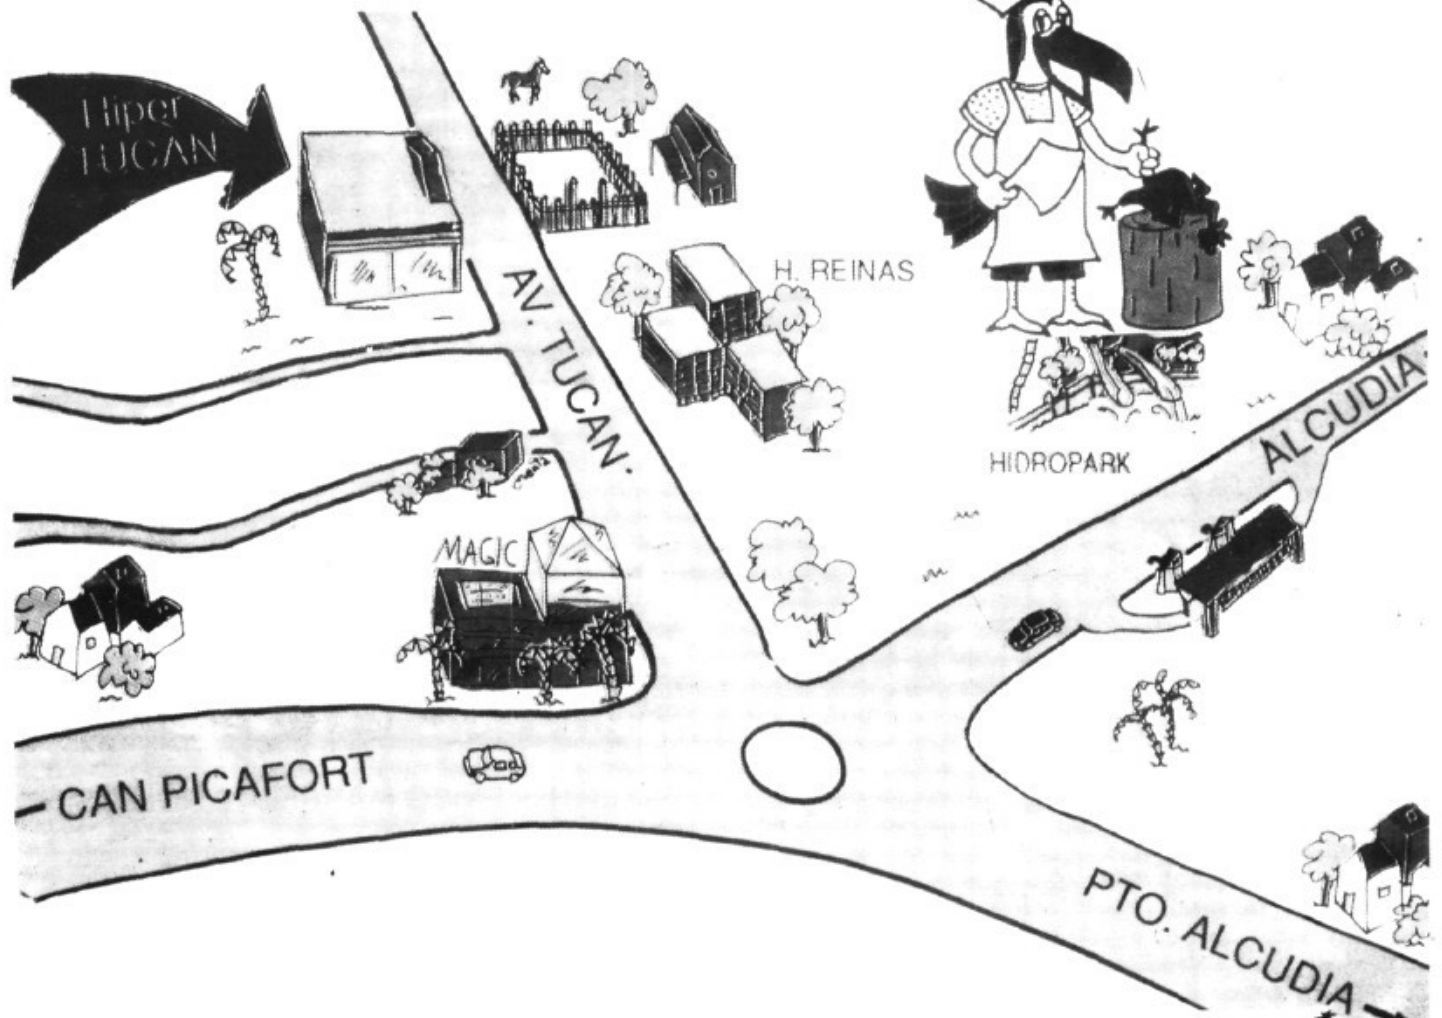 Hiper
TUCAN
H. REINAS
AV. TUCAN.
HIDROPARK
ALCUDIA
MAGIC
CAN PICAFORT
PTO. ALCUDIA